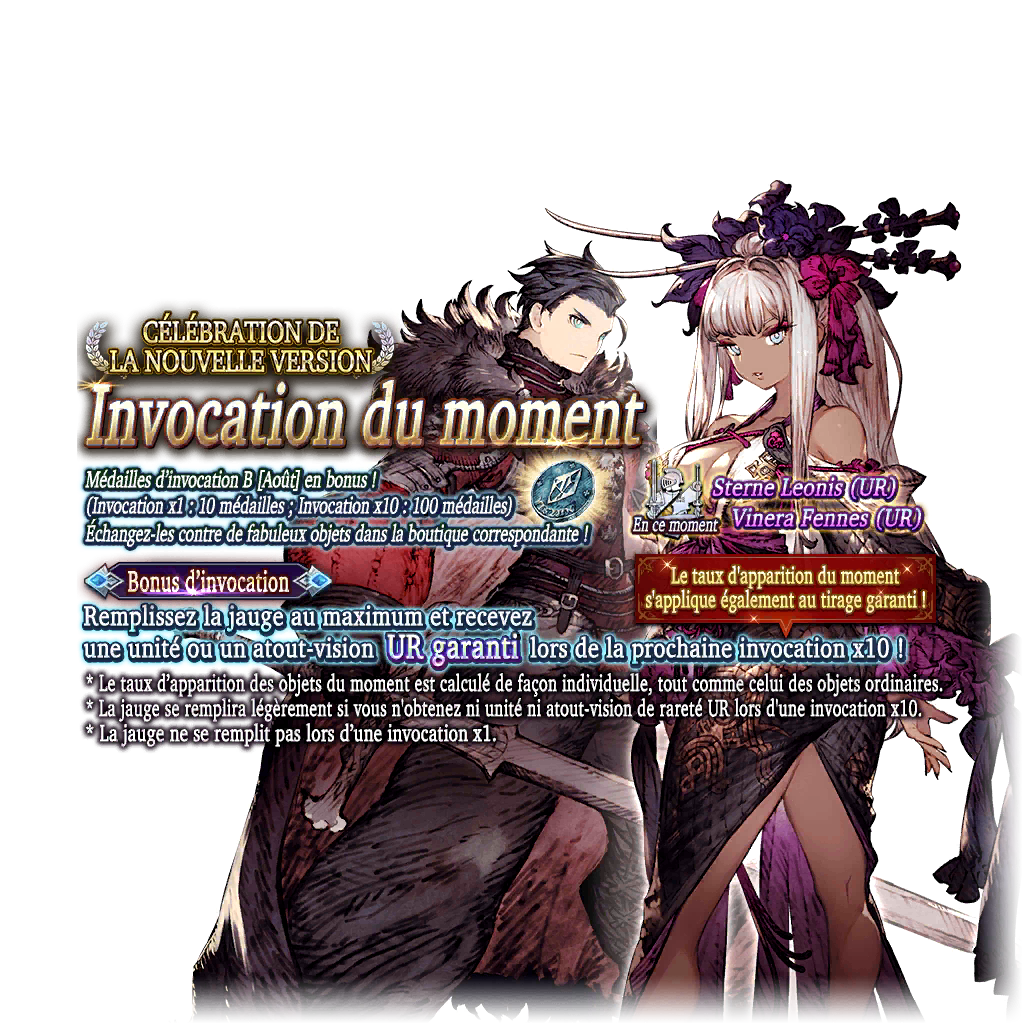 CÉLÉBRATION DE
LA NOUVELLE VERSION
Invocation du moment
Médailles d'invocation B [Août] en bonus !
(Invocation x1 : 10 médailles ; Invocation x10 : 100 médailles)
Échangez-les contre de fabuleux objets dans la boutique correspondante !
En ce moment
Sterne Leonis (UR)
Vinera Fennes (UR)
Bonus d'invocation
Le taux d'apparition du moment
s'applique également au tirage garanti !
Remplissez la jauge au maximum et recevez
une unité ou un atout-vision UR garanti lors de la prochaine invocation x10 !
* Le taux d'apparition des objets du moment est calculé de façon individuelle, tout comme celui des objets ordinaires.
* La jauge se remplira légèrement si vous n'obtenez ni unité ni atout-vision de rareté UR lors d'une invocation x10.
* La jauge ne se remplit pas lors d'une invocation x1.